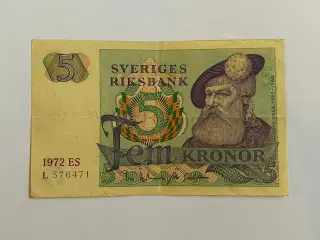 5
SVERIGES
RIKSBANK
5
1972 ES
L 576471
Fem KRONOR
5